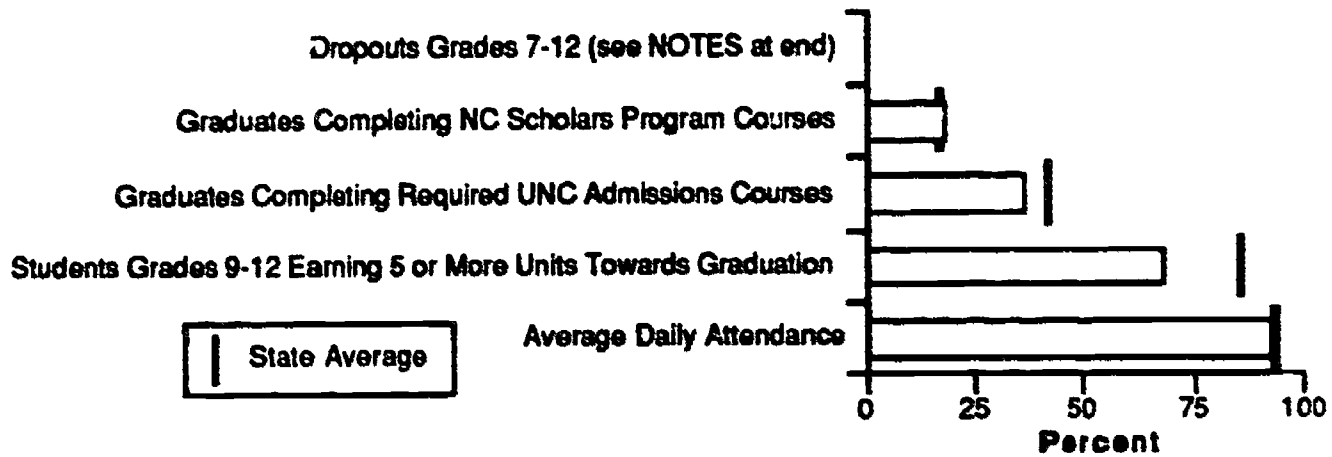 Dropouts Grades 7-12 (see NOTES at end)
Graduates Completing NC Scholars Program Courses
Graduates Completing Required UNC Admissions Courses
Students Grades 9-12 Earning 5 or More Units Towards Graduation
Average Daily Attendance
State Average
0 25 50 75 100
Percent